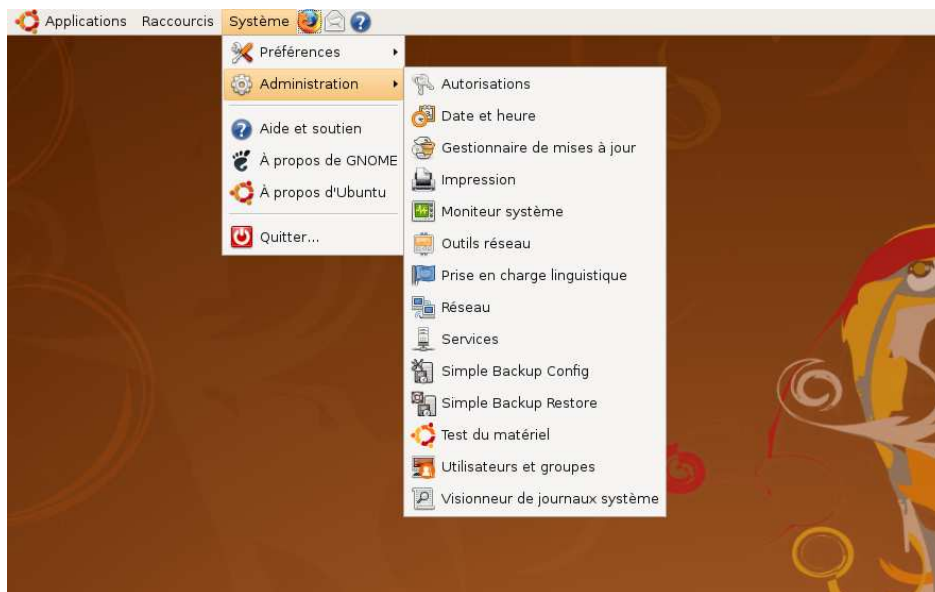 Applications Raccourcis Système
Préférences
Administration
Aide et soutien
À propos de GNOME
À propos d'Ubuntu
Quitter...
Autorisations
Date et heure
Gestionnaire de mises à jour
Impression
Moniteur système
Outils réseau
Prise en charge linguistique
Réseau
Services
Simple Backup Config
Simple Backup Restore
Test du matériel
Utilisateurs et groupes
Visionneur de journaux système